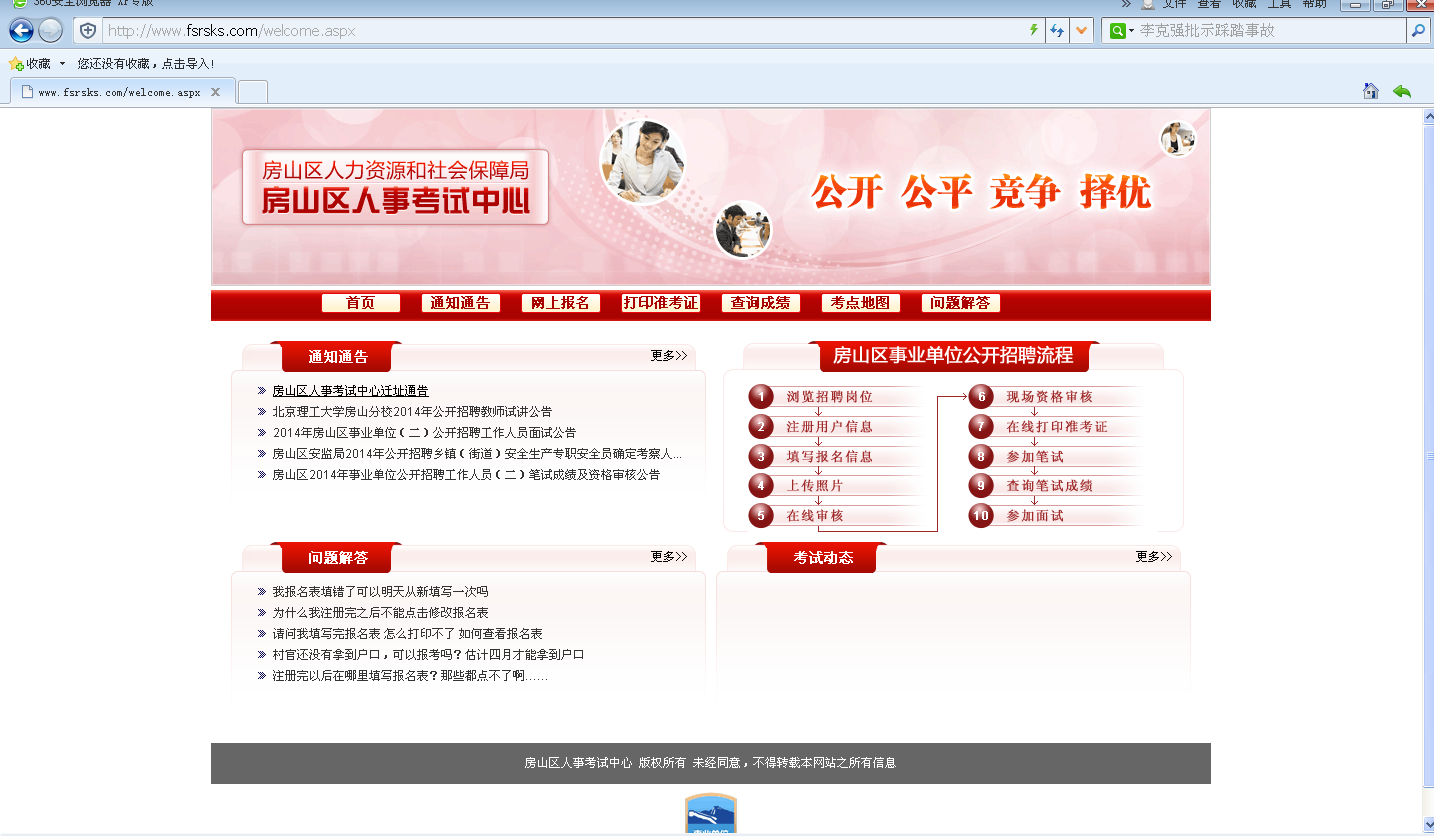 360安全浏览器 XP专版
» 文件 查看 收藏 工具 帮助
http://www.fsrsks.com/welcome.aspx
李克强批示踩踏事故
收藏 您还没有收藏，点击导入！
www.fsrsks.com/welcome.aspx
房山区人力资源和社会保障局
房山区人事考试中心
公开 公平 竞争 择优
首页 通知通告 网上报名 打印准考证 查询成绩 考点地图 问题解答
通知通告 更多>>
房山区人事考试中心迁址通告
北京理工大学房山分校2014年公开招聘教师试讲公告
2014年房山区事业单位（二）公开招聘工作人员面试公告
房山区安监局2014年公开招聘乡镇（街道）安全生产专职安全员确定考察人...
房山区2014年事业单位公开招聘工作人员（二）笔试成绩及资格审核公告
房山区事业单位公开招聘流程
1 浏览招聘岗位
2 注册用户信息
3 填写报名信息
4 上传照片
5 在线审核
6 现场资格审核
7 在线打印准考证
8 参加笔试
9 查询笔试成绩
10 参加面试
问题解答 更多>>
我报名表填错了可以明天从新填写一次吗
为什么我注册完之后不能点击修改报名表
请问我填写完报名表 怎么打印不了 如何查看报名表
村官还没有拿到户口，可以报考吗？估计四月才能拿到户口
注册完以后在哪里填写报名表？那些都点不了啊……
考试动态 更多>>
房山区人事考试中心 版权所有 未经同意，不得转载本网站之所有信息
事业单位